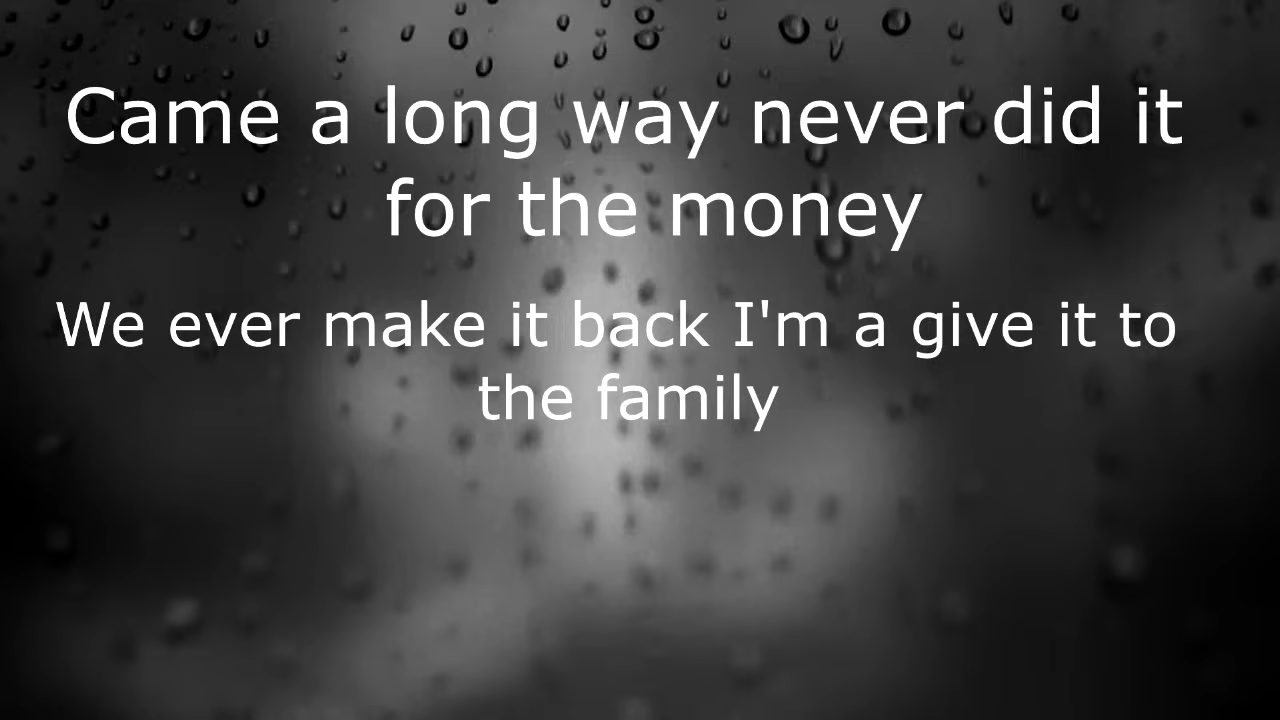 Came a long way never did it
for the money
We ever make it back I'm a give it to
the family